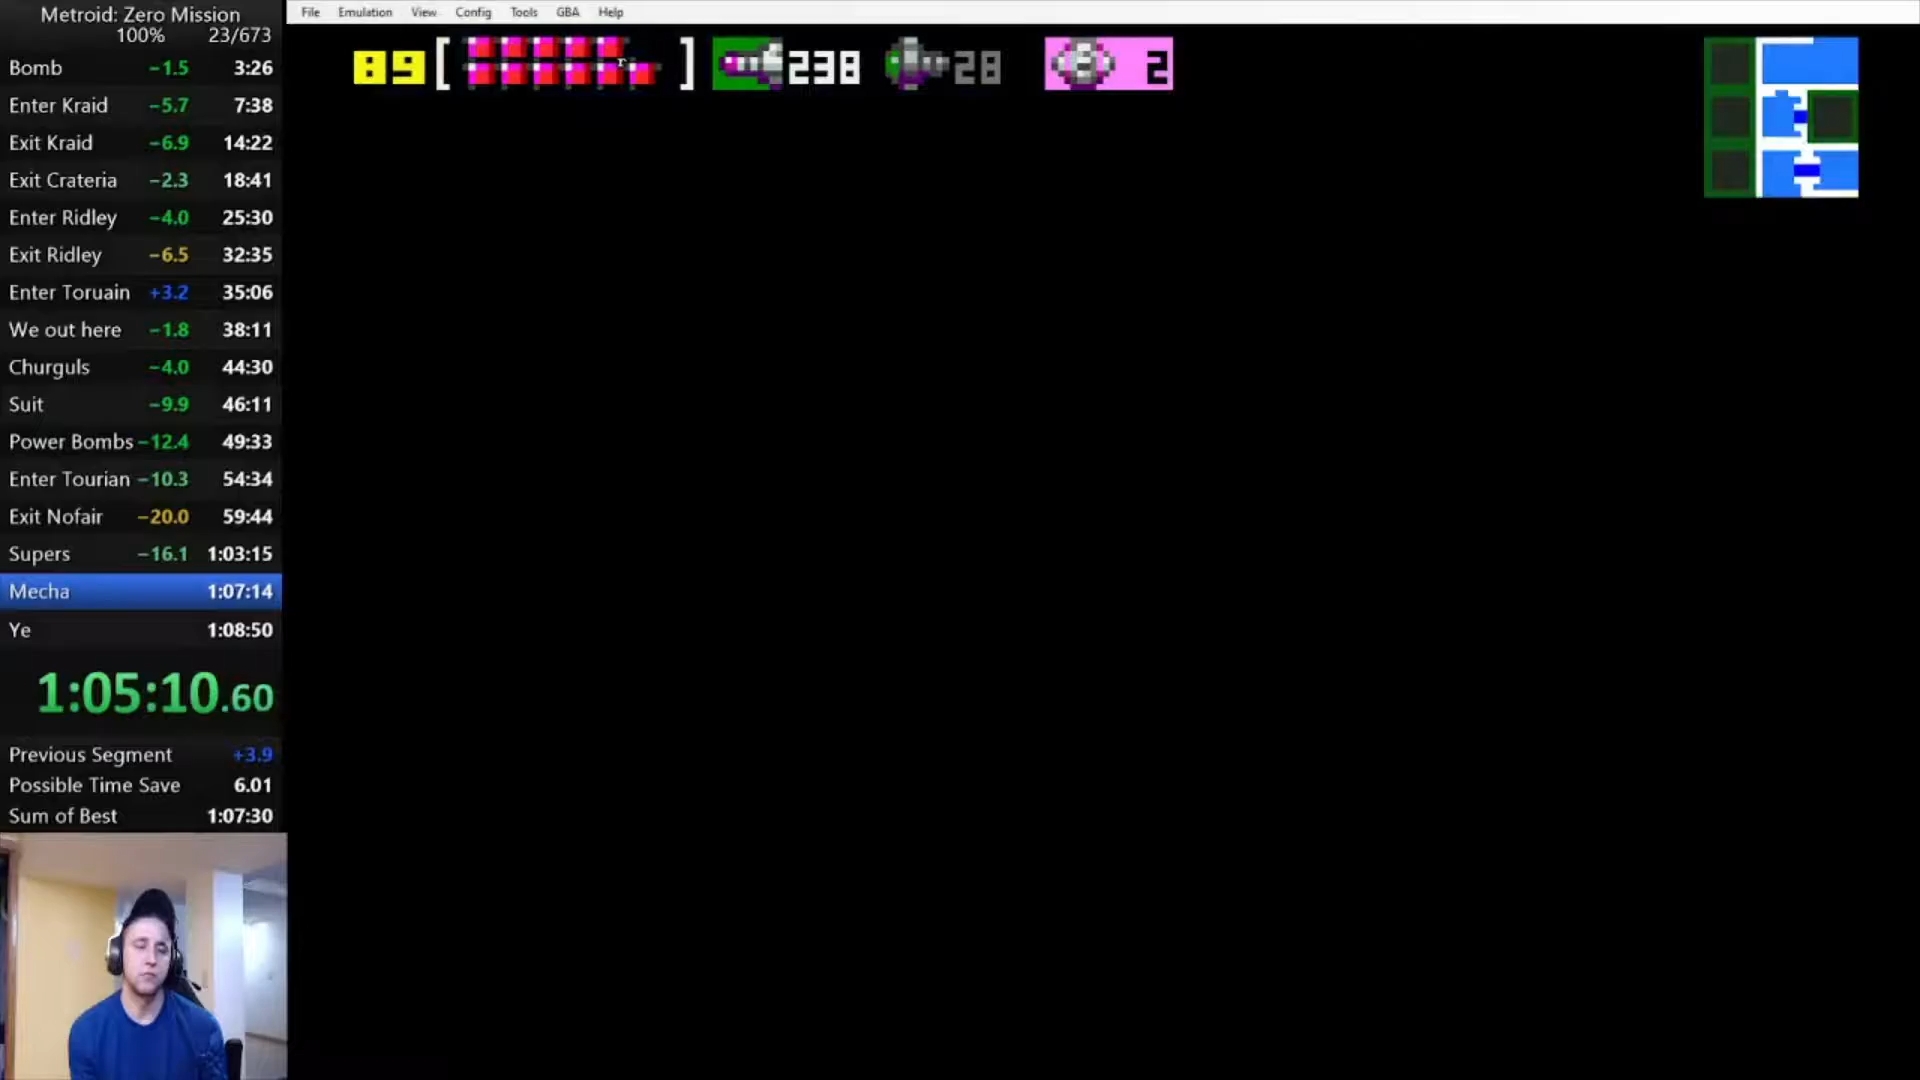 Metroid: Zero Mission
100% 23/673
File Emulation View Config Tools GBA Help
Bomb -1.5 3:26
Enter Kraid -5.7 7:38
Exit Kraid -6.9 14:22
Exit Crateria -2.3 18:41
Enter Ridley -4.0 25:30
Exit Ridley -6.5 32:35
Enter Toruain +3.2 35:06
We out here -1.8 38:11
Churguls -4.0 44:30
Suit -9.9 46:11
Power Bombs -12.4 49:33
Enter Tourian -10.3 54:34
Exit Nofair -20.0 59:44
Supers -16.1 1:03:15
Mecha 1:07:14
Ye 1:08:50
1:05:10.60
Previous Segment +3.9
Possible Time Save 6.01
Sum of Best 1:07:30
89 [ ] 238 28 2